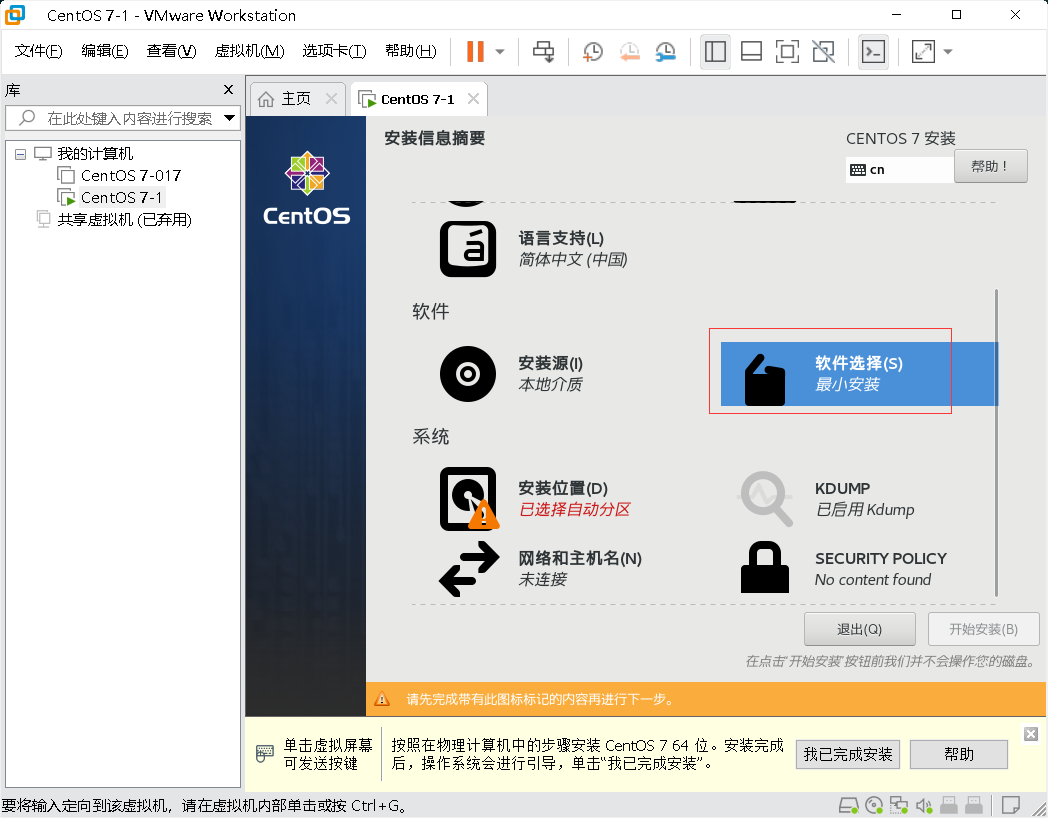 CentOS 7-1 - VMware Workstation
文件(F) 编辑(E) 查看(V) 虚拟机(M) 选项卡(T) 帮助(H)
库
在此处键入内容进行搜索
我的计算机
CentOS 7-017
CentOS 7-1
共享虚拟机 (已弃用)
主页
CentOS 7-1
CentOS
安装信息摘要
CENTOS 7 安装
cn
帮助！
语言支持(L)
简体中文 (中国)
软件
安装源(I)
本地介质
软件选择(S)
最小安装
系统
安装位置(D)
已选择自动分区
KDUMP
已启用 Kdump
网络和主机名(N)
未连接
SECURITY POLICY
No content found
退出(Q)
开始安装(B)
在点击'开始安装'按钮前我们并不会操作您的磁盘。
请先完成带有此图标标记的内容再进行下一步。
单击虚拟屏幕
可发送按键
按照在物理计算机中的步骤安装 CentOS 7 64 位。安装完成
后，操作系统会进行引导，单击“我已完成安装”。
我已完成安装
帮助
要将输入定向到该虚拟机，请在虚拟机内部单击或按 Ctrl+G。